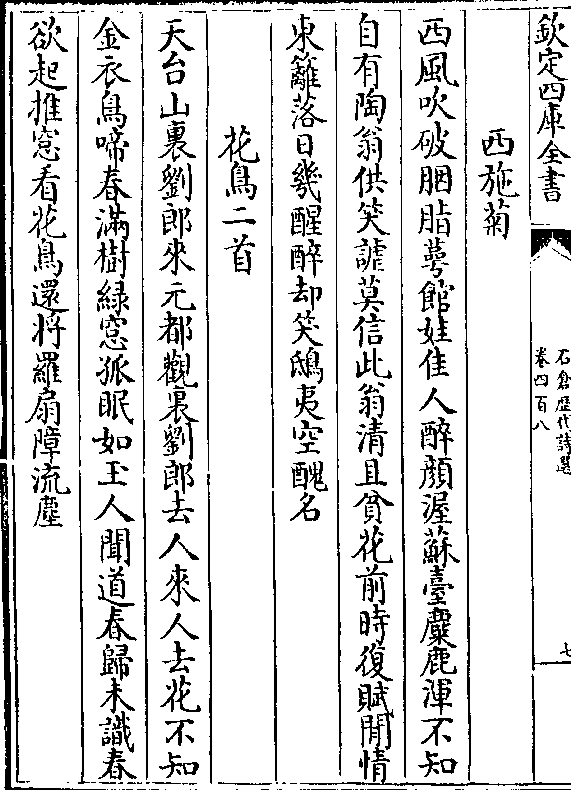 欽定四庫全書
石倉歴代詩選
卷四百八
七
西施菊
西風吹破胭脂萼館娃佳人醉顔渥蘇臺麋鹿渾不知
自有陶翁供笑謔莫信此翁清且貧花前時復賦閒情
東籬落日幾醒醉却笑鴟夷空醜名
花鳥二首
天台山裏劉郎來元都觀裏劉郎去人來人去花不知
金衣鳥啼春滿樹緑窓孤眠如玉人聞道春歸未識春
欲起推窓看花鳥還将羅扇障流塵